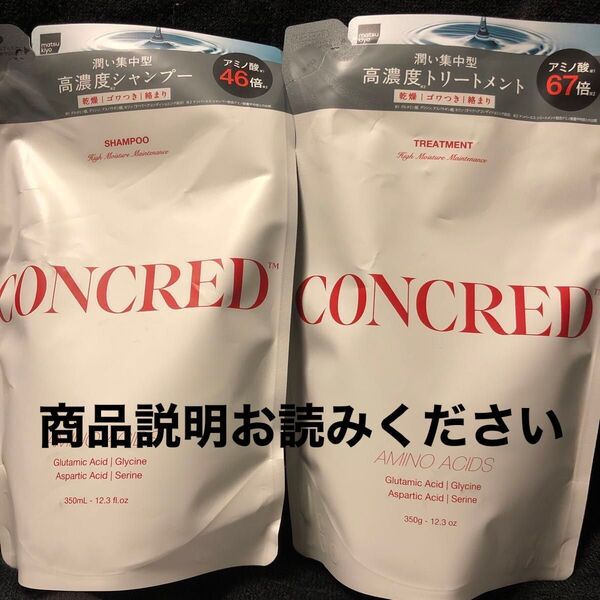 matsu
kiyo
潤い集中型
高濃度シャンプー
乾燥 | ゴワつき | 絡まり
アミノ酸
46倍
SHAMPOO
High Moisture Maintenance
CONCRED™
Glutamic Acid | Glycine
Aspartic Acid | Serine
350mL - 12.3 fl.oz
matsu
kiyo
潤い集中型
高濃度トリートメント
乾燥 | ゴワつき | 絡まり
アミノ酸
67倍
TREATMENT
High Moisture Maintenance
CONCRED™
AMINO ACIDS
Glutamic Acid | Glycine
Aspartic Acid | Serine
350g - 12.3 oz
商品説明お読みください